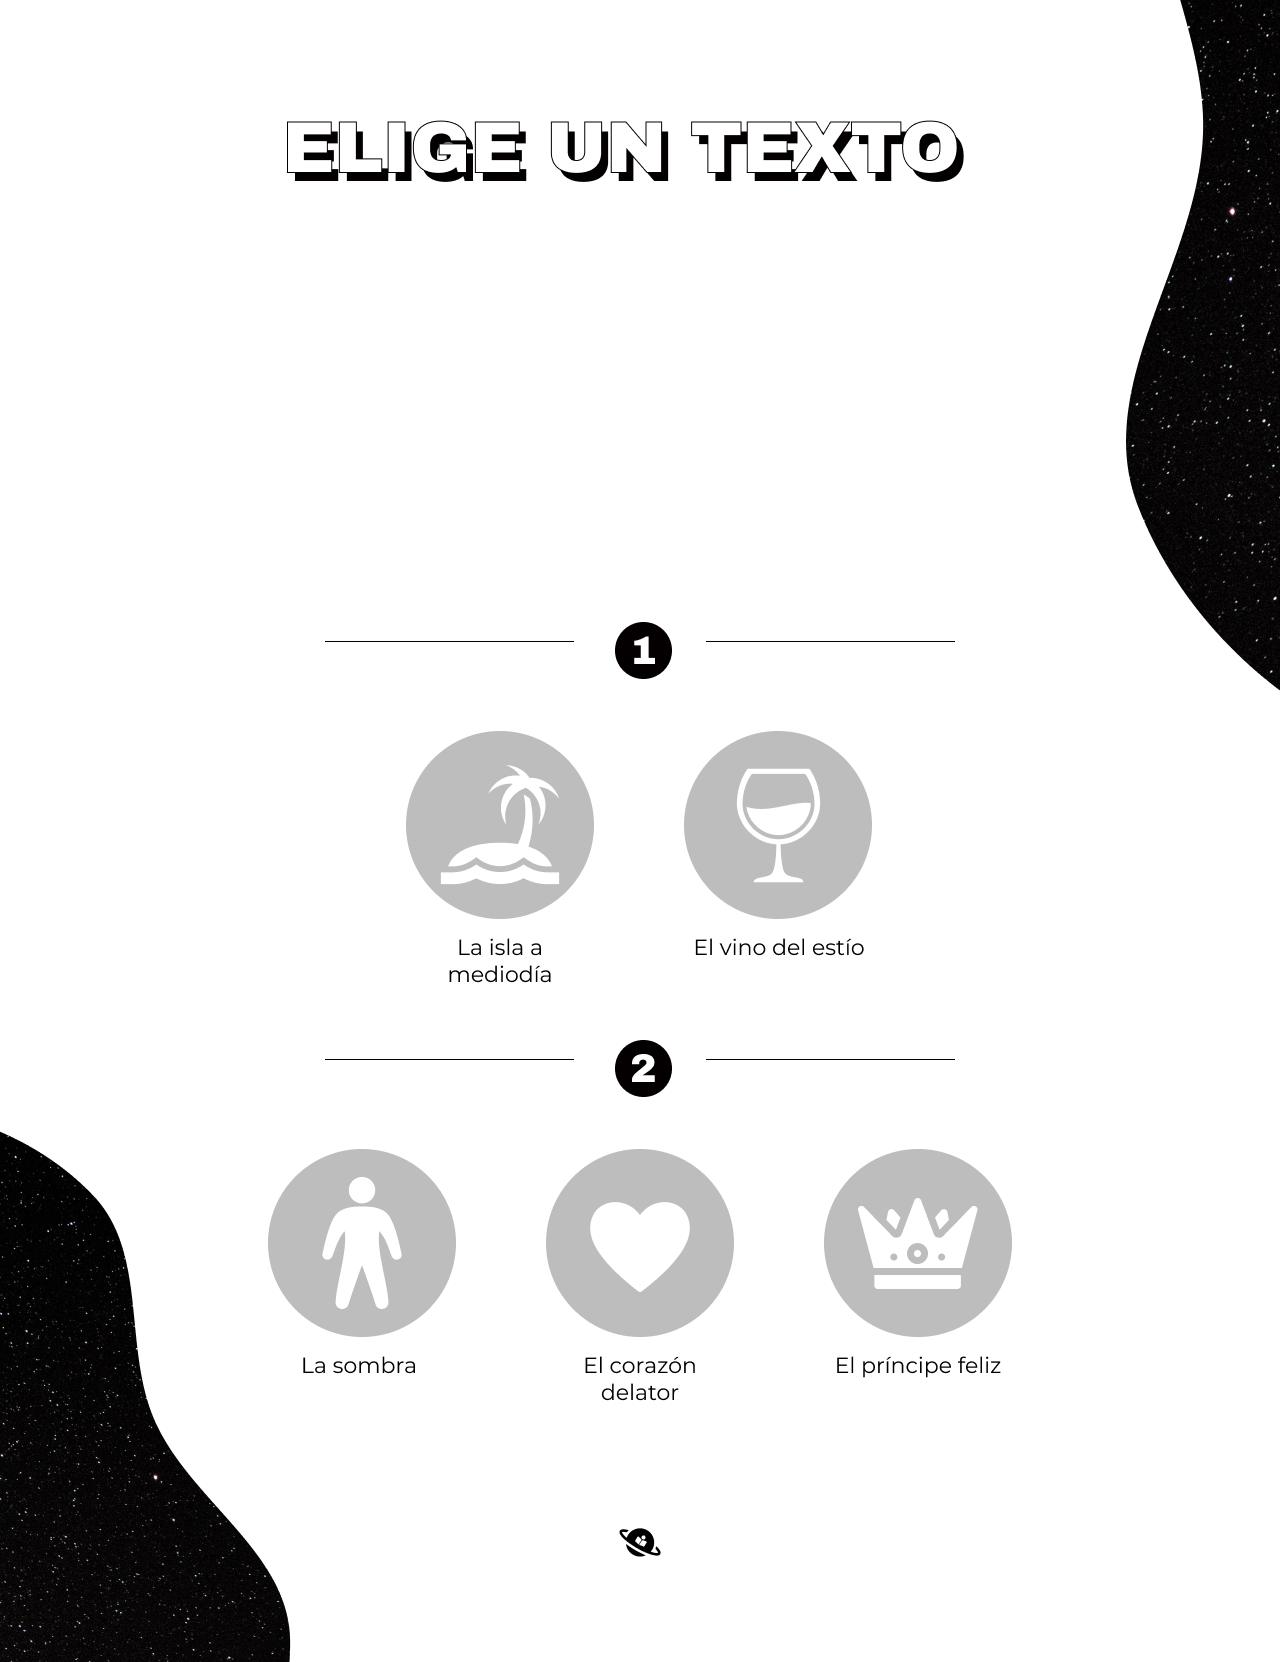 ELIGE UN TEXTO
1
La isla a
mediodía
El vino del estío
2
La sombra
El corazón
delator
El príncipe feliz